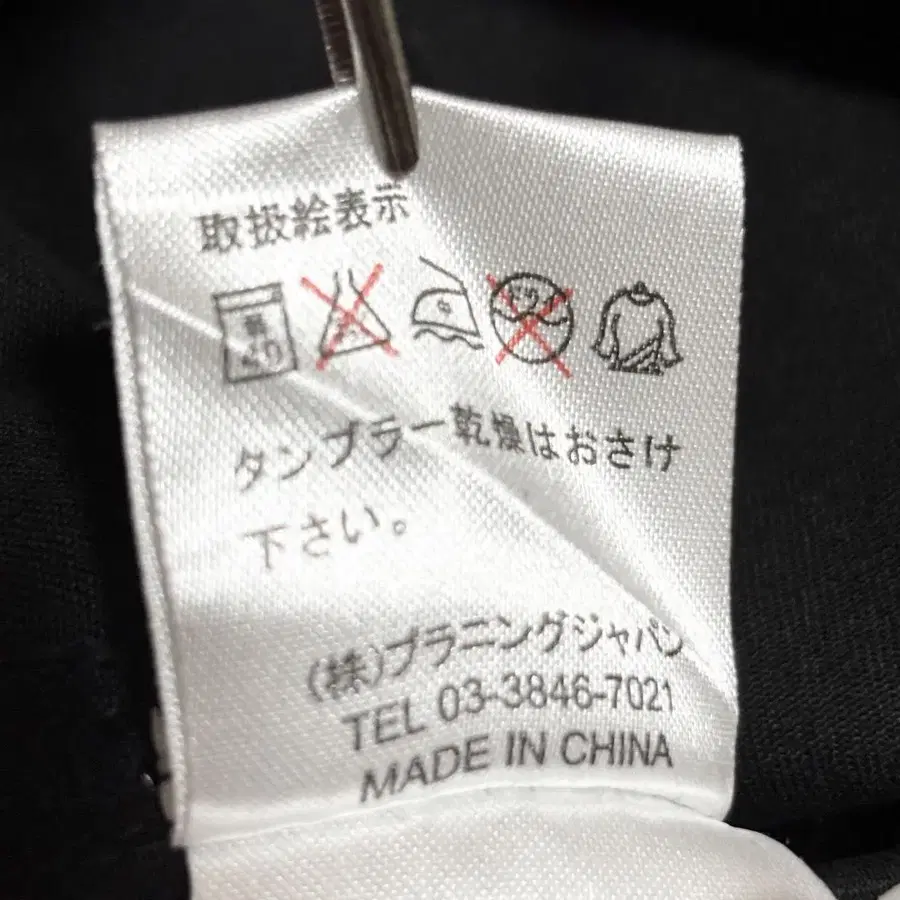 取扱絵表示
40
タンブラー乾燥はおさけ
下さい。
(株)プラニングジャパン
TEL 03-3846-7021
MADE IN CHINA